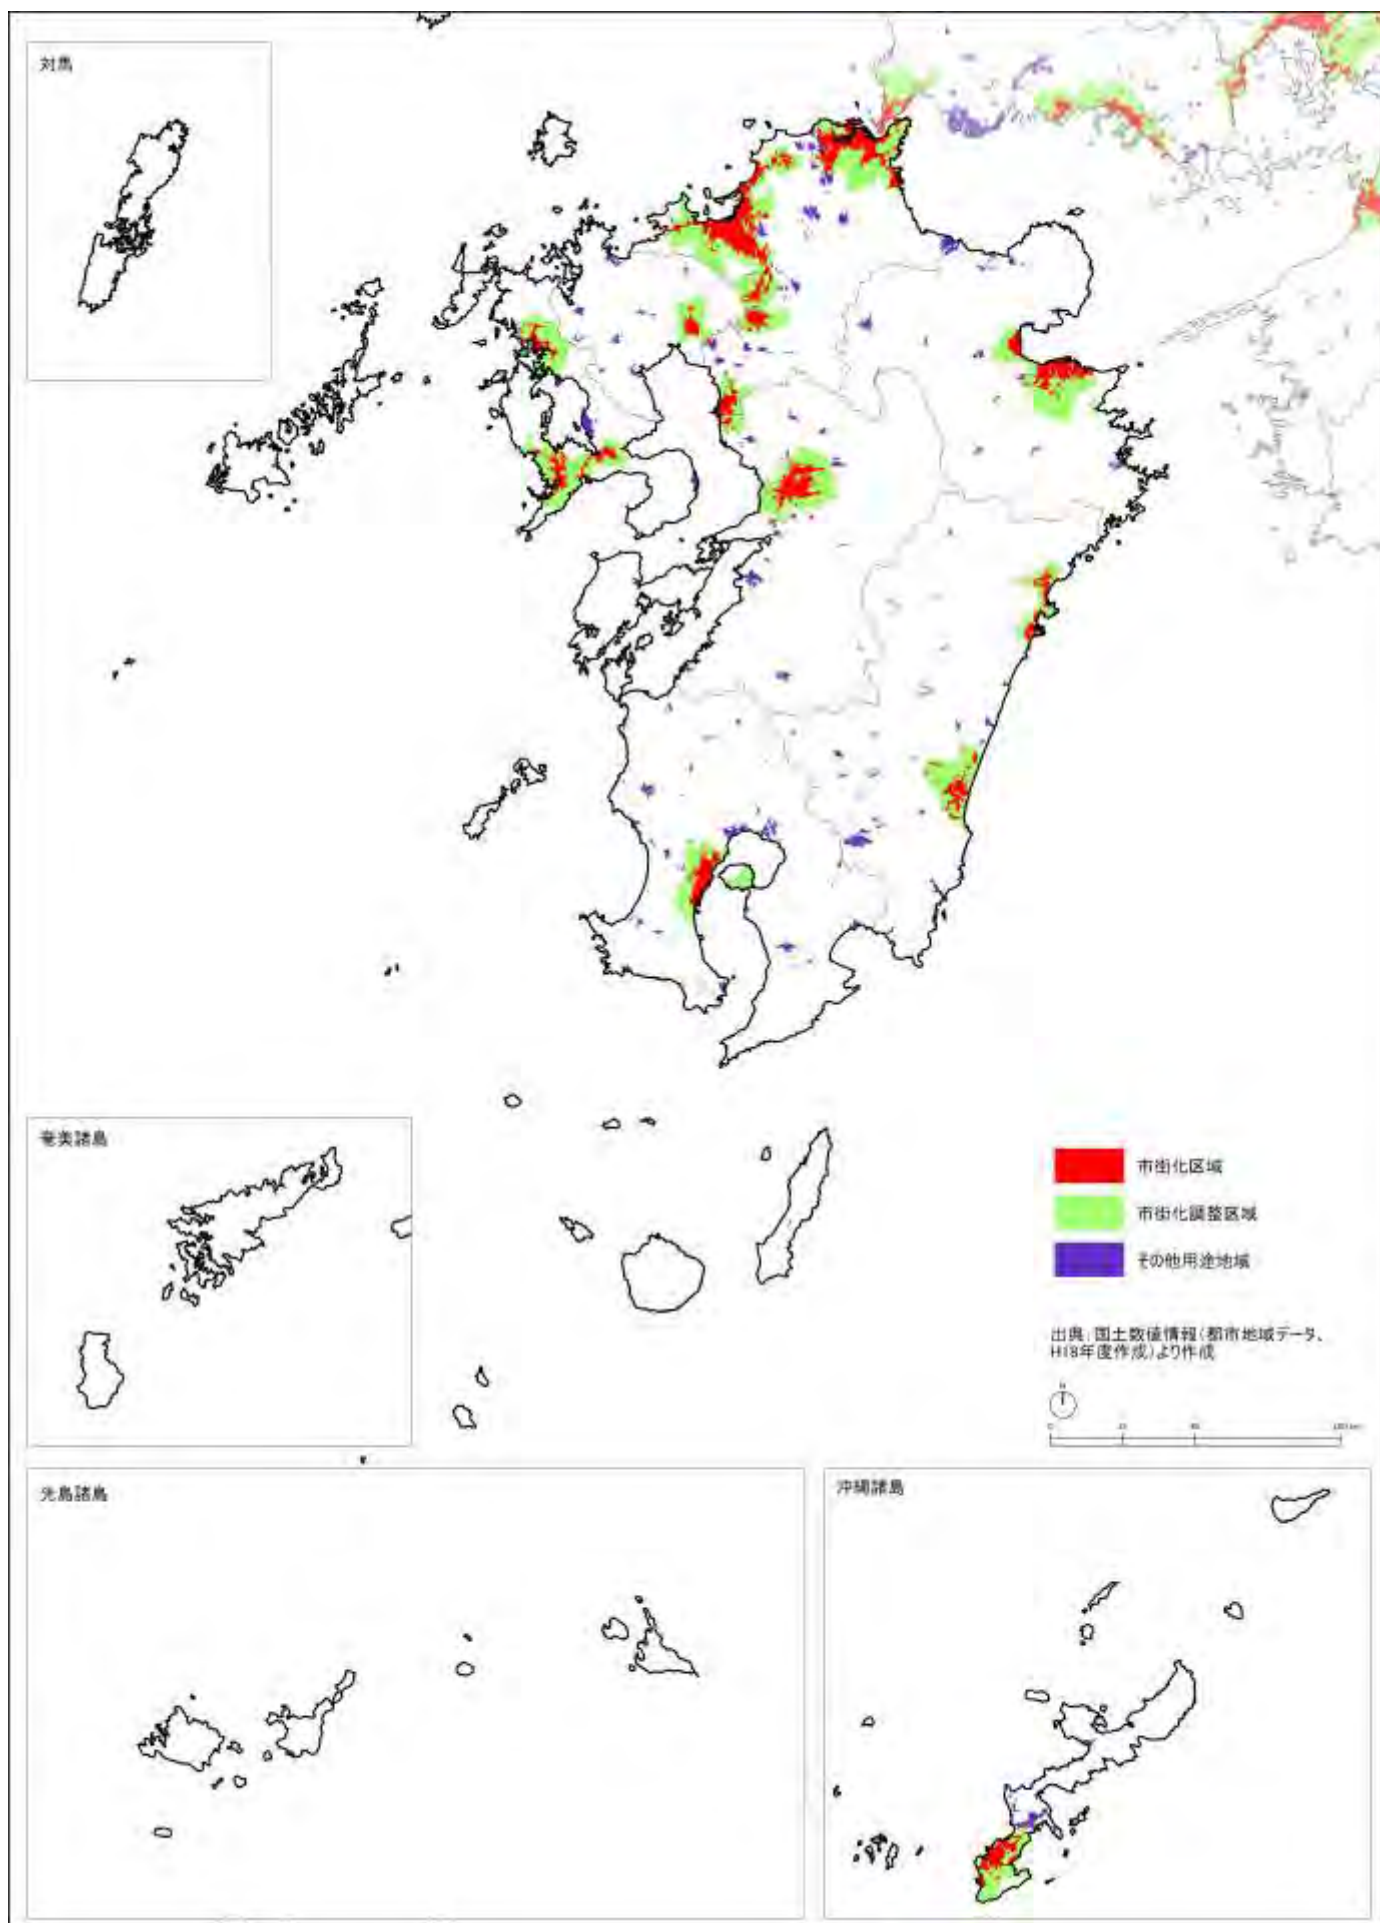 対馬
奄美諸島
市街化区域
市街化調整区域
その他用途地域
出典:国土数値情報(都市地域データ、
H18年度作成)より作成
N
0
先島諸島
沖縄諸島